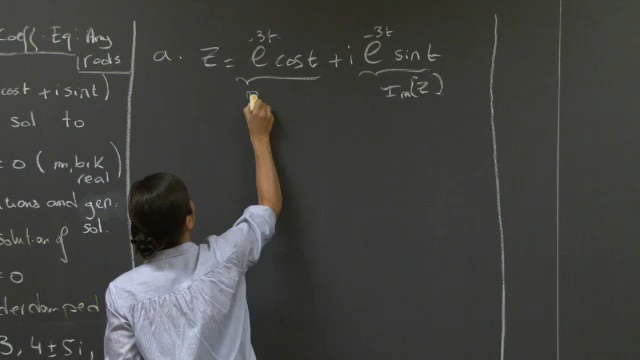 Coeff. Eq: Any
roots
cost + i sint)
sol to
= 0 (m, b, k
real)
tions and gen.
sol.
solution of
= 0
derdamped
3, 4 ± 5i,
a. Z = e^-3t cost + i e^-3t sint
Im(Z)